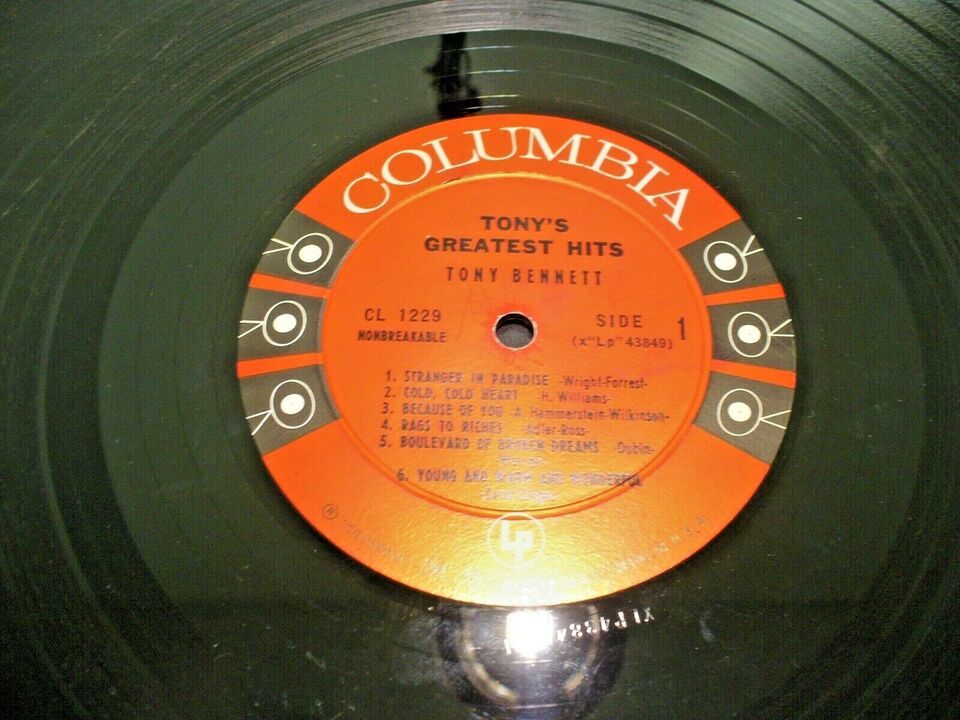 COLUMBIA
TONY'S
GREATEST HITS
TONY BENNETT
CL 1229
NONBREAKABLE
SIDE 1
(x"Lp"43849)
1. STRANGER IN PARADISE -Wright-Forrest-
2. COLD, COLD HEART -H. Williams-
3. BECAUSE OF YOU -A. Hammerstein-Wilkinson-
4. RAGS TO RICHES -Adler-Ross-
5. BOULEVARD OF BROKEN DREAMS -Dubin-
6. YOUNG AND WARM AND WONDERFUL
Lp